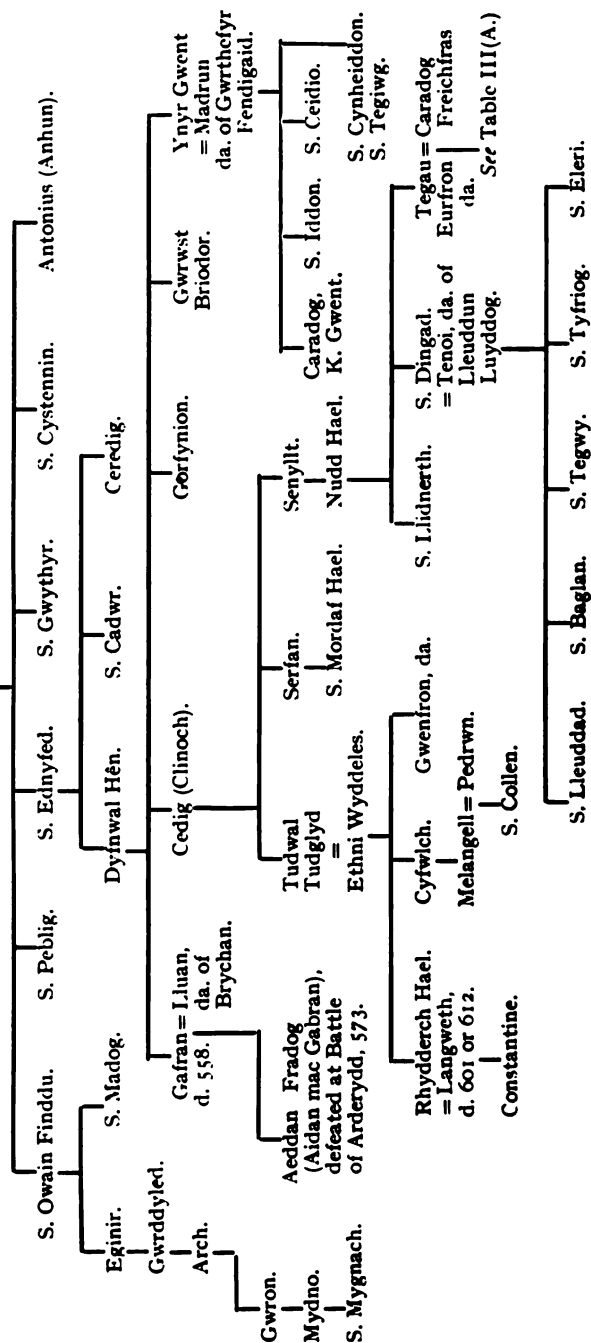 S. Owain Finddu. S. Peblig. S. Ednyfed. S. Gwythyr. S. Cystennin. Antonius (Anhun).
Eginir. S. Madog. Dyfnwal Hên. S. Cadwr. Ceredig.
Gwrddyled.
Arch.
Gwron.
Mydno.
S. Mygnach.
Gafran = Lluan,
d. 558. da. of
Brychan.
Cedig (Clinoch).
Gorfynion.
Gwrwst
Briodor.
Ynyr Gwent
= Madrun
da. of Gwrthefyr
Fendigaid.
Aeddan Fradog
(Aidan mac Gabran),
defeated at Battle
of Arderydd, 573.
Tudwal
Tudglyd
=
Ethni Wyddeles.
Serfan.
S. Mordaf Hael.
Senyllt.
Nudd Hael.
Caradog,
K. Gwent.
S. Iddon.
S. Ceidio.
S. Cynheiddon.
S. Tegiwg.
Rhydderch Hael.
= Langweth,
d. 601 or 612.
Constantine.
Cyfwlch.
Melangell = Pedrwn.
S. Collen.
Gwenfron, da.
S. Llidnerth.
S. Dingad.
= Tenoi, da. of
Lleuddun
Luyddog.
Tegau = Caradog
Eurfron Freichfras
da.
See Table III(A.)
S. Lleuddad. S. Baglan. S. Tegwy. S. Tyfriog. S. Eleri.